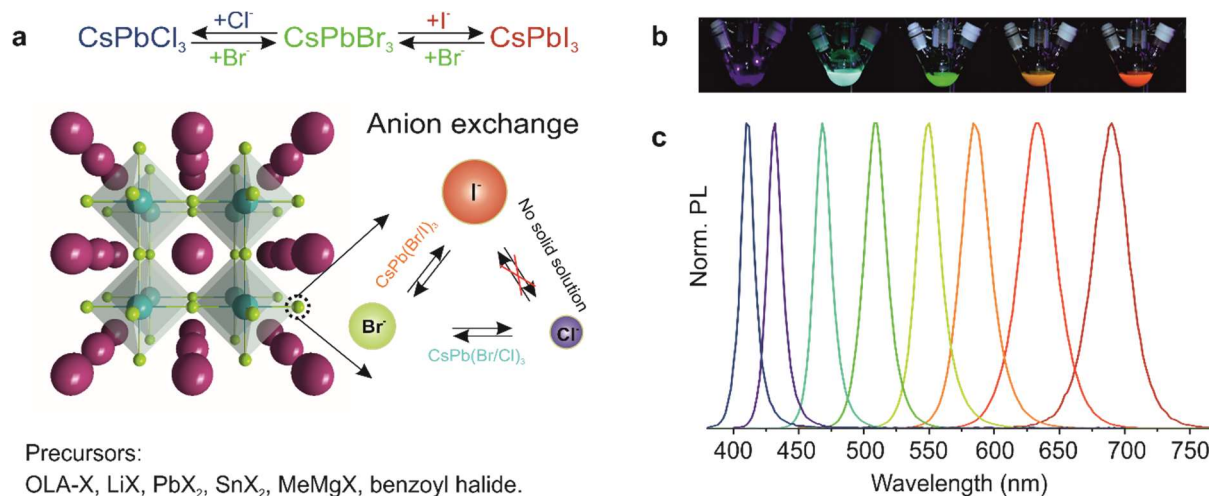 a
+Cl⁻ +I⁻
CsPbCl₃ CsPbBr₃ CsPbI₃
+Br⁻ +Br⁻
Anion exchange
I⁻
CsPb(Br/I)₃
No solid solution
Br⁻
Cl⁻
CsPb(Br/Cl)₃
Precursors:
OLA-X, LiX, PbX₂, SnX₂, MeMgX, benzoyl halide.
b
c
Norm. PL
400 450 500 550 600 650 700 750
Wavelength (nm)